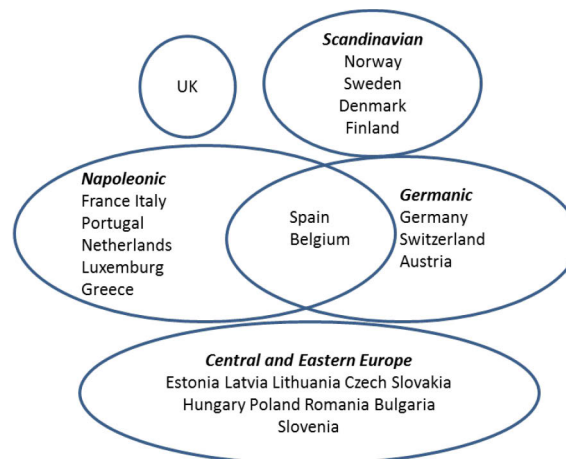 UK
Scandinavian
Norway
Sweden
Denmark
Finland
Napoleonic
France Italy
Portugal
Netherlands
Luxemburg
Greece
Spain
Belgium
Germanic
Germany
Switzerland
Austria
Central and Eastern Europe
Estonia Latvia Lithuania Czech Slovakia
Hungary Poland Romania Bulgaria
Slovenia